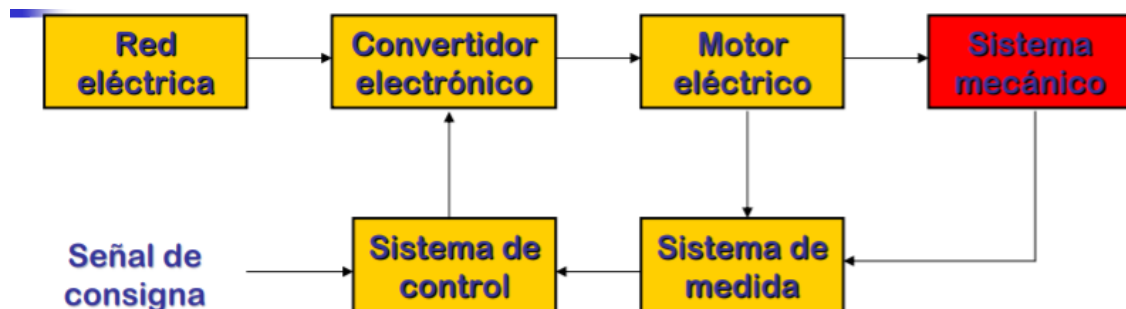 Red
eléctrica
Convertidor
electrónico
Motor
eléctrico
Sistema
mecánico
Señal de
consigna
Sistema de
control
Sistema de
medida